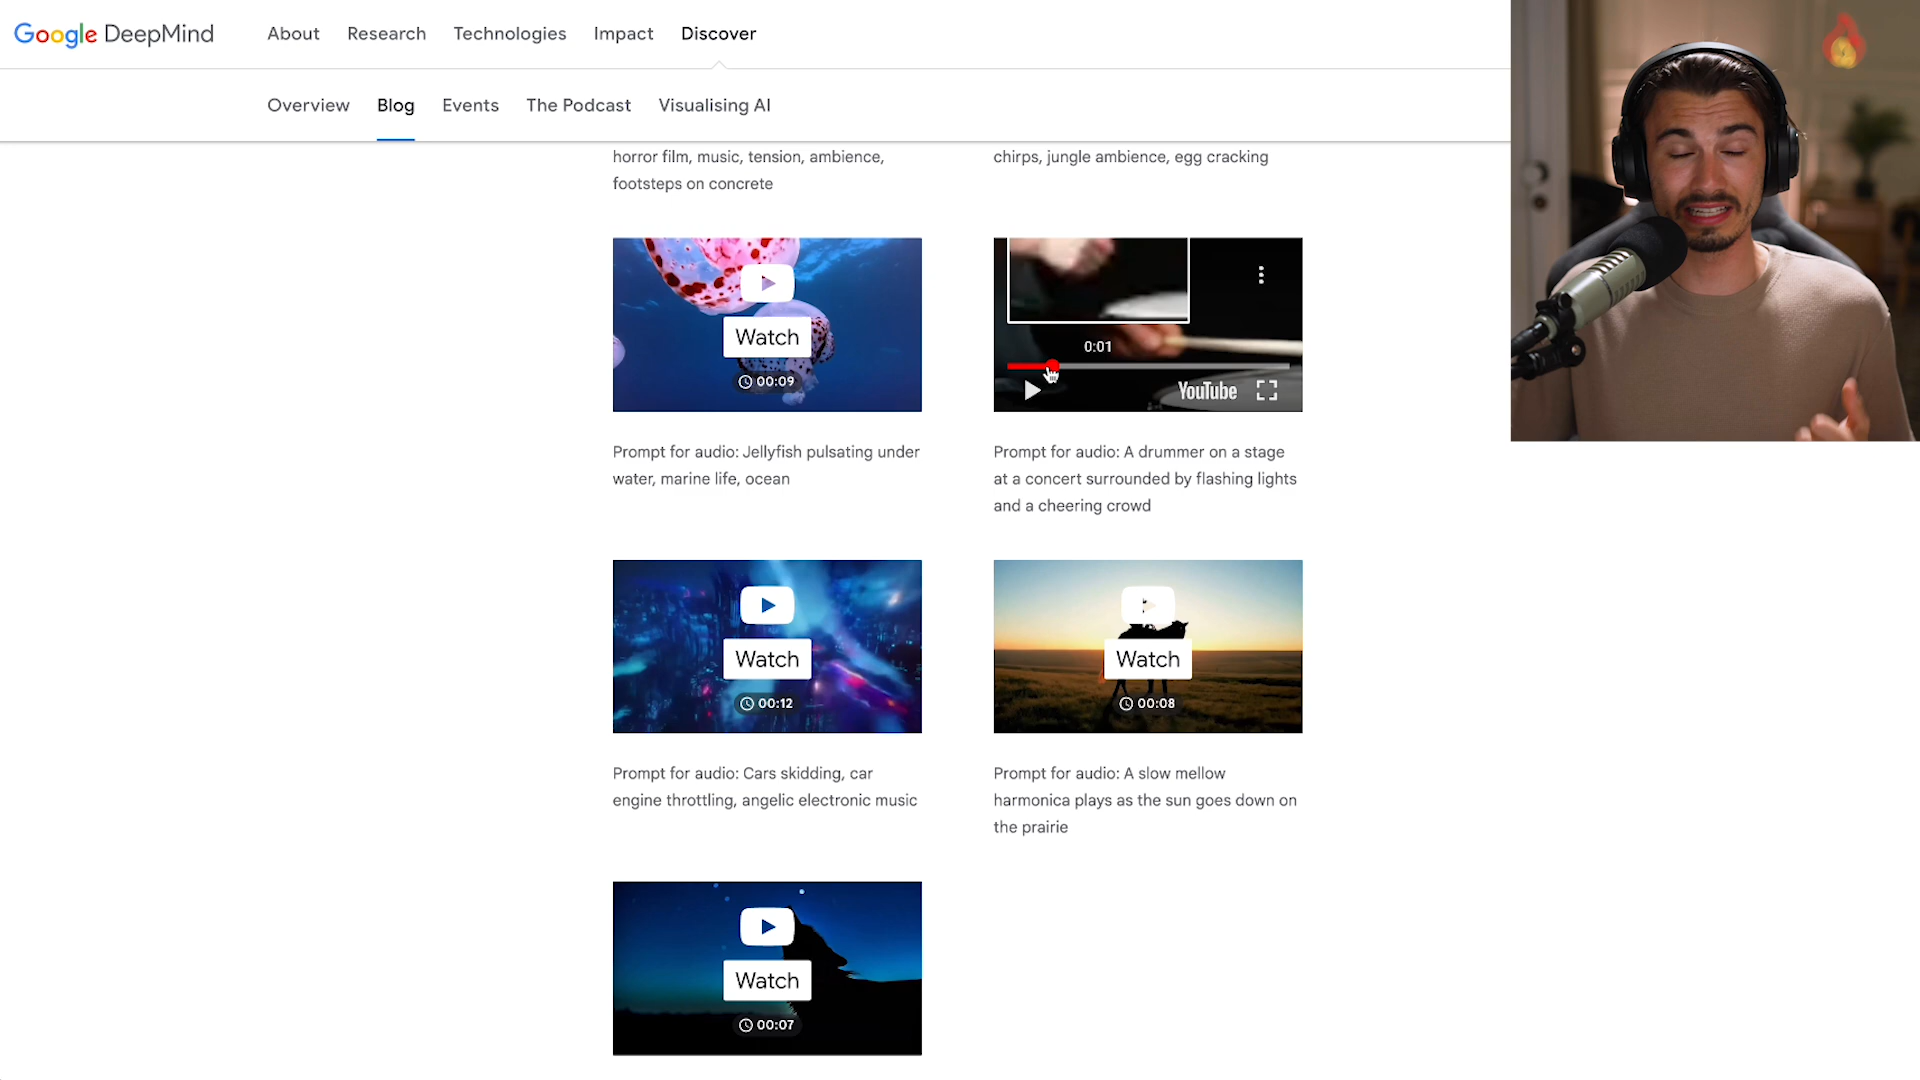 Google DeepMind
About Research Technologies Impact Discover
Overview Blog Events The Podcast Visualising AI
horror film, music, tension, ambience,
footsteps on concrete
chirps, jungle ambience, egg cracking
Watch
00:09
0:01
YouTube
Prompt for audio: Jellyfish pulsating under
water, marine life, ocean
Prompt for audio: A drummer on a stage
at a concert surrounded by flashing lights
and a cheering crowd
Watch
00:12
Watch
00:08
Prompt for audio: Cars skidding, car
engine throttling, angelic electronic music
Prompt for audio: A slow mellow
harmonica plays as the sun goes down on
the prairie
Watch
00:07